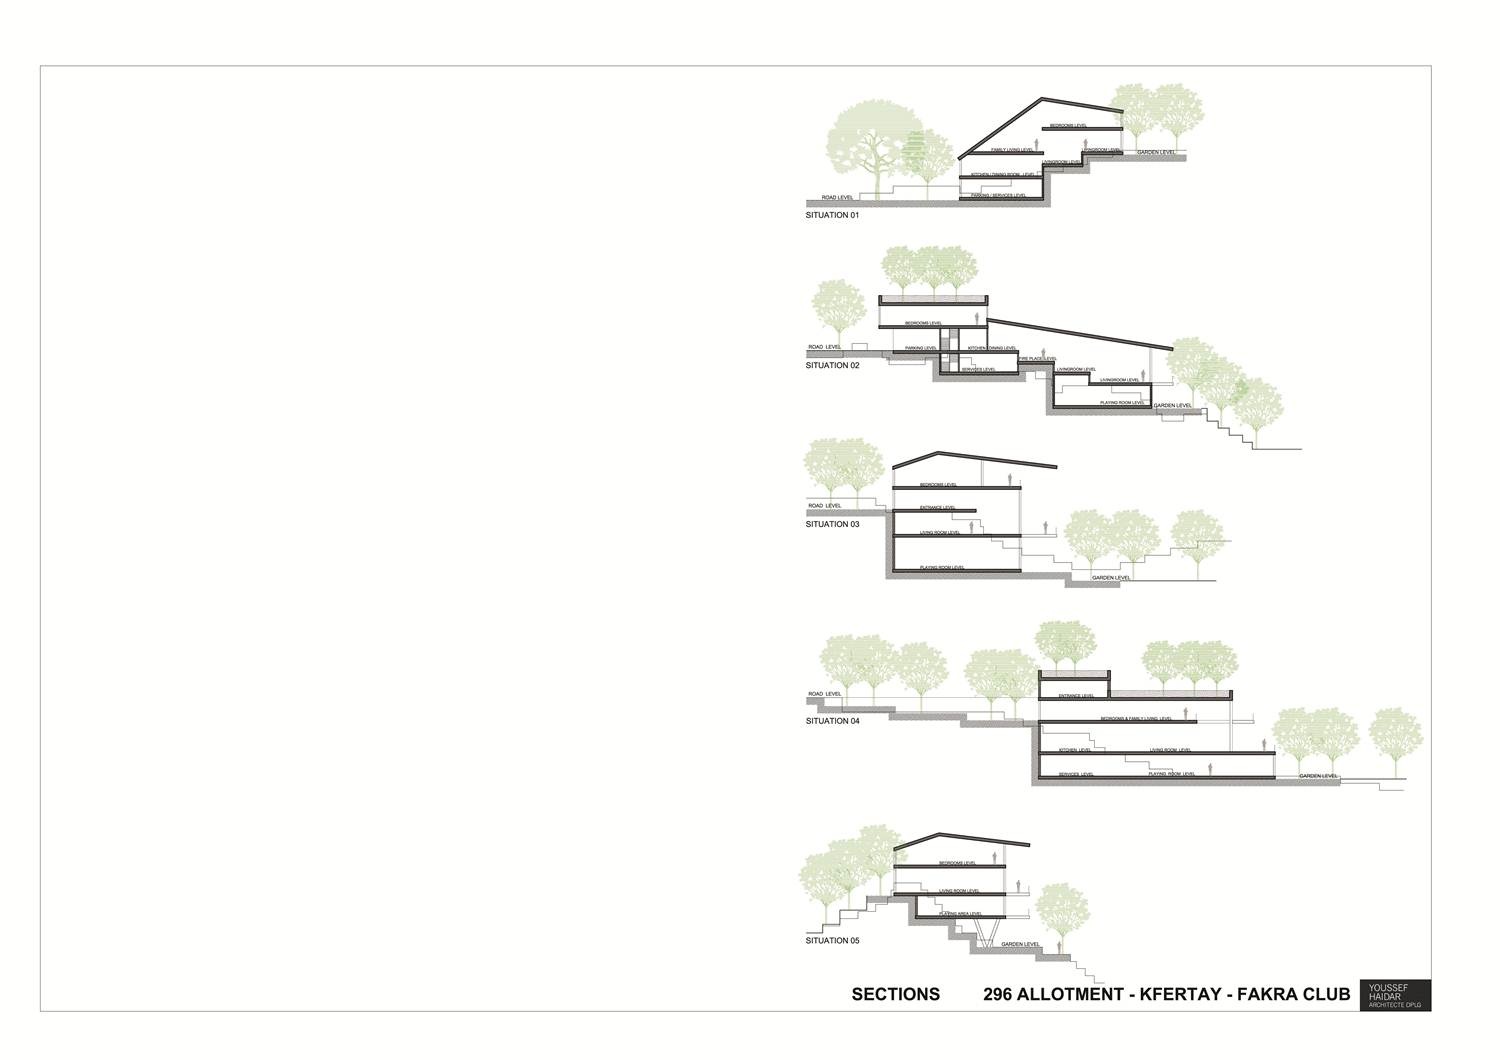 BEDROOMS LEVEL
FAMILY LIVING LEVEL
LIVINGROOM LEVEL
GARDEN LEVEL
LIVINGROOM LEVEL
KITCHEN / DINING ROOM LEVEL
ROAD LEVEL
PARKING / SERVICES LEVEL
SITUATION 01
BEDROOMS LEVEL
ROAD LEVEL
PARKING LEVEL
KITCHEN / DINING LEVEL
FIRE PLACE LEVEL
SITUATION 02
SERVICES LEVEL
LIVINGROOM LEVEL
LIVINGROOM LEVEL
PLAYING ROOM LEVEL
GARDEN LEVEL
BEDROOMS LEVEL
ROAD LEVEL
ENTRANCE LEVEL
SITUATION 03
LIVING ROOM LEVEL
PLAYING ROOM LEVEL
GARDEN LEVEL
ROAD LEVEL
ENTRANCE LEVEL
SITUATION 04
BEDROOMS & FAMILY LIVING LEVEL
KITCHEN LEVEL
LIVING ROOM LEVEL
SERVICES LEVEL
PLAYING ROOM LEVEL
GARDEN LEVEL
BEDROOMS LEVEL
LIVING ROOM LEVEL
PLAYING AREA LEVEL
SITUATION 05
GARDEN LEVEL
SECTIONS
296 ALLOTMENT - KFERTAY - FAKRA CLUB
YOUSSEF
HAIDAR
ARCHITECTE DPLG